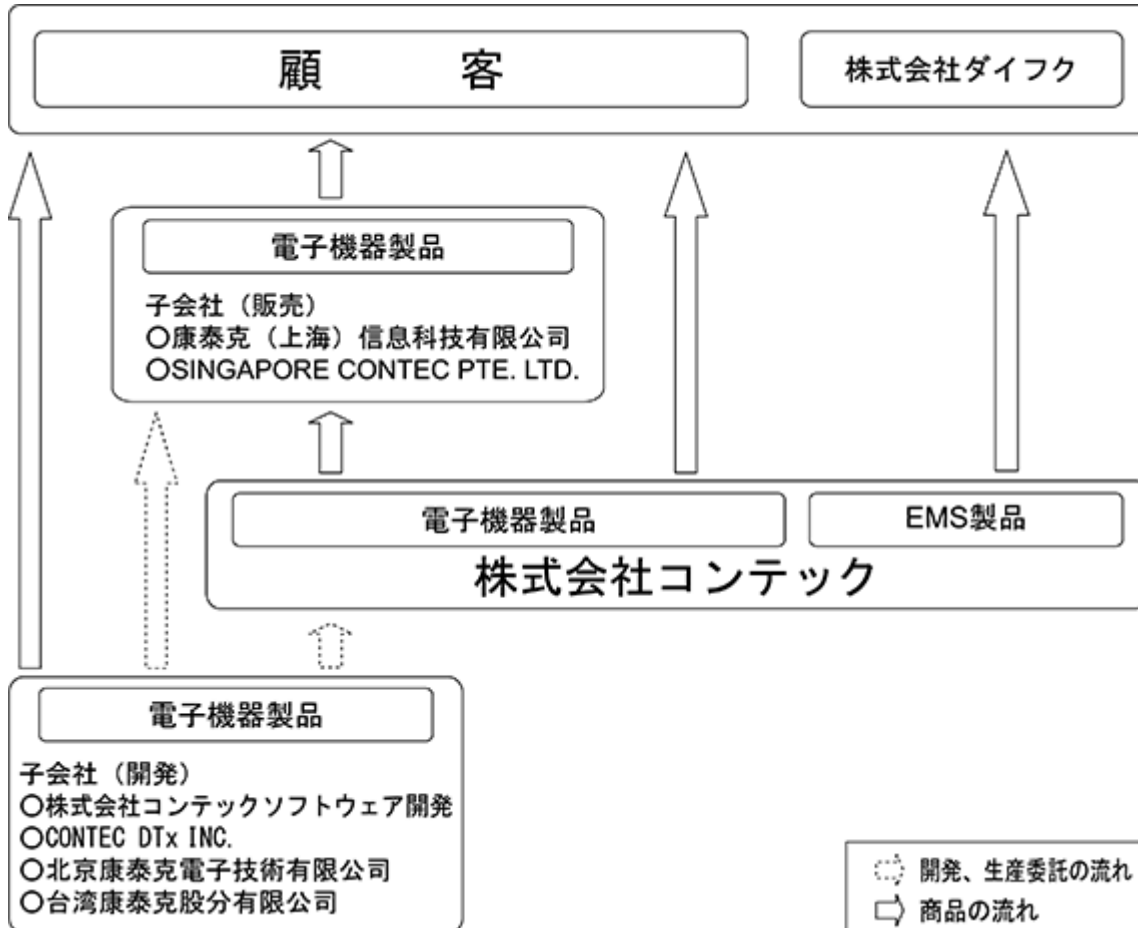 顧客
株式会社ダイフク
電子機器製品
子会社（販売）
○康泰克（上海）信息科技有限公司
○SINGAPORE CONTEC PTE. LTD.
電子機器製品
EMS製品
株式会社コンテック
電子機器製品
子会社（開発）
○株式会社コンテックソフトウェア開発
○CONTEC DTx INC.
○北京康泰克電子技術有限公司
○台湾康泰克股分有限公司
開発、生産委託の流れ
商品の流れ